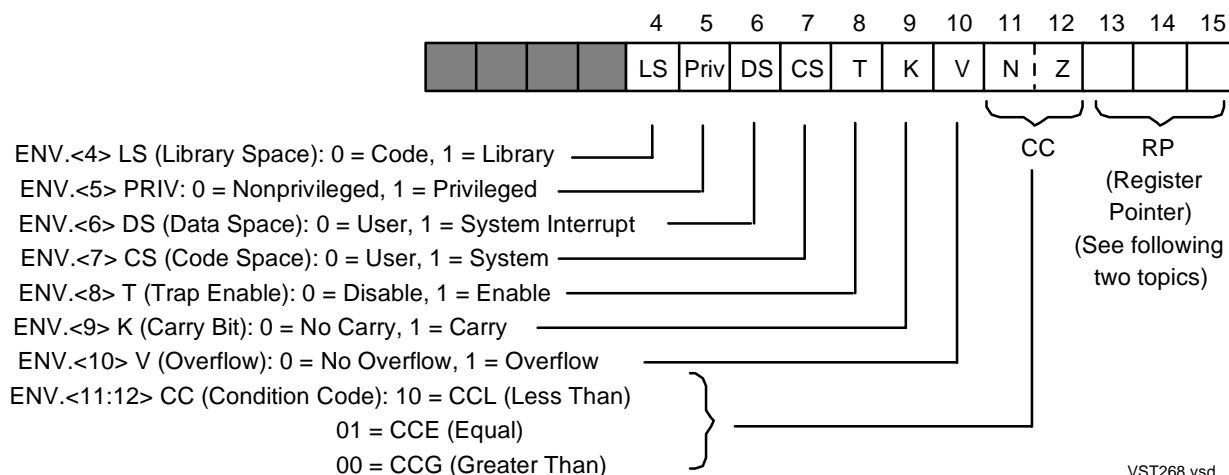 4 5 6 7 8 9 10 11 12 13 14 15
LS Priv DS CS T K V N Z
CC
RP
(Register
Pointer)
(See following
two topics)
ENV.<4> LS (Library Space): 0 = Code, 1 = Library
ENV.<5> PRIV: 0 = Nonprivileged, 1 = Privileged
ENV.<6> DS (Data Space): 0 = User, 1 = System Interrupt
ENV.<7> CS (Code Space): 0 = User, 1 = System
ENV.<8> T (Trap Enable): 0 = Disable, 1 = Enable
ENV.<9> K (Carry Bit): 0 = No Carry, 1 = Carry
ENV.<10> V (Overflow): 0 = No Overflow, 1 = Overflow
ENV.<11:12> CC (Condition Code): 10 = CCL (Less Than)
01 = CCE (Equal)
00 = CCG (Greater Than)
VST268.vsd